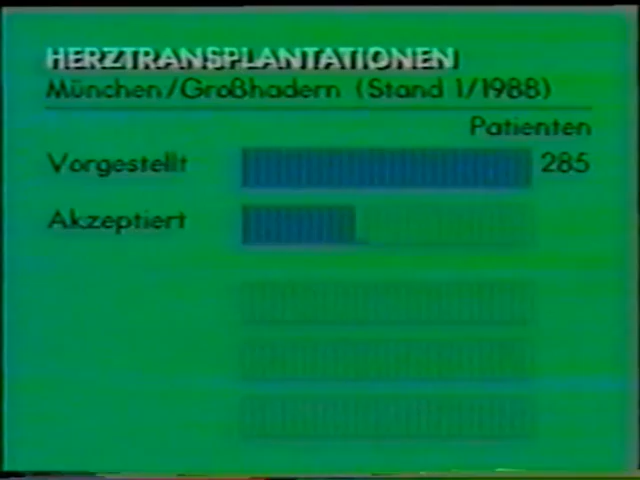 HERZTRANSPLANTATIONEN
München/Großhadern (Stand 1/1988)
Patienten
Vorgestellt 285
Akzeptiert